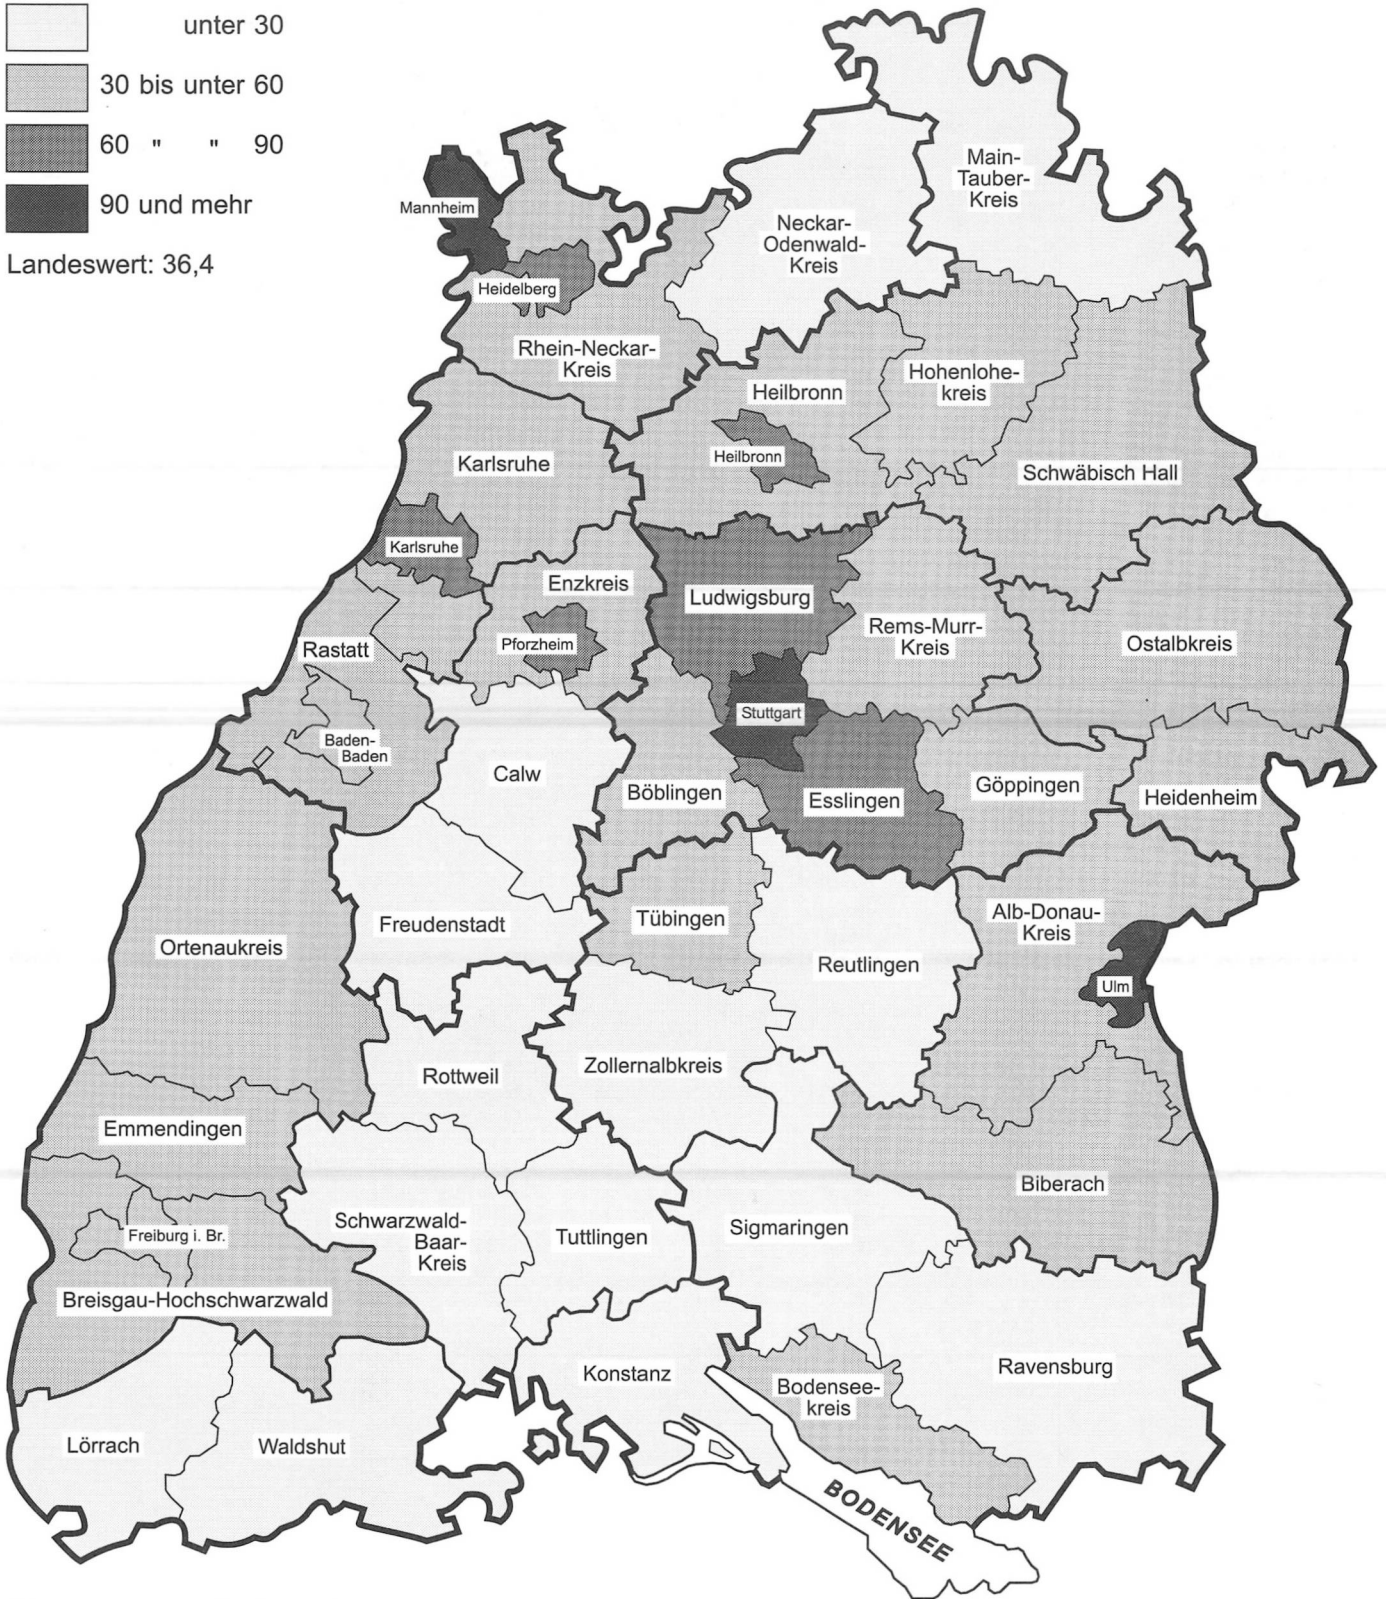 unter 30
30 bis unter 60
60 " " 90
90 und mehr
Landeswert: 36,4
Main-
Tauber-
Kreis
Mannheim
Neckar-
Odenwald-
Kreis
Heidelberg
Rhein-Neckar-
Kreis
Hohenlohe-
kreis
Heilbronn
Heilbronn
Karlsruhe
Schwäbisch Hall
Karlsruhe
Enzkreis
Ludwigsburg
Rems-Murr-
Kreis
Ostalbkreis
Pforzheim
Rastatt
Stuttgart
Baden-
Baden
Calw
Böblingen
Esslingen
Göppingen
Heidenheim
Tübingen
Alb-Donau-
Kreis
Freudenstadt
Ortenaukreis
Reutlingen
Ulm
Zollernalbkreis
Rottweil
Emmendingen
Biberach
Schwarzwald-
Baar-
Kreis
Tuttlingen
Sigmaringen
Freiburg i. Br.
Breisgau-Hochschwarzwald
Konstanz
Bodensee-
kreis
Ravensburg
Lörrach
Waldshut
BODENSEE